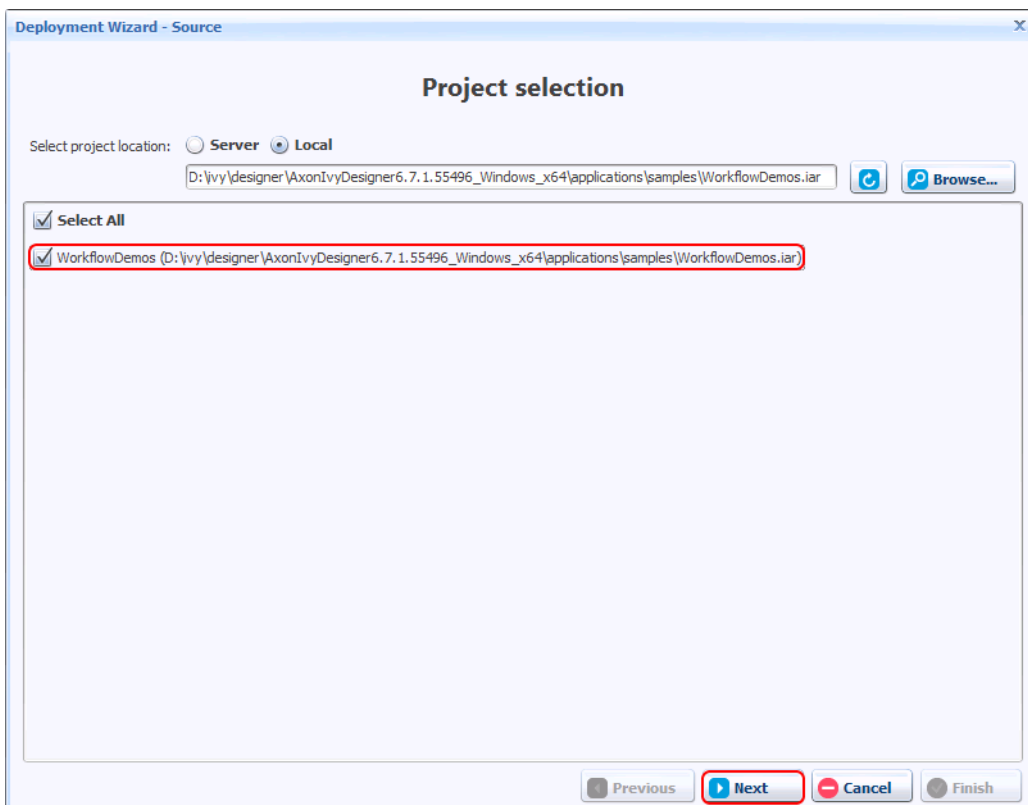 Deployment Wizard - Source
Project selection
Select project location: Server Local
D:\ivy\designer\AxonIvyDesigner6.7.1.55496_Windows_x64\applications\samples\WorkflowDemos.iar Browse...
Select All
WorkflowDemos (D:\ivy\designer\AxonIvyDesigner6.7.1.55496_Windows_x64\applications\samples\WorkflowDemos.iar)
Previous Next Cancel Finish